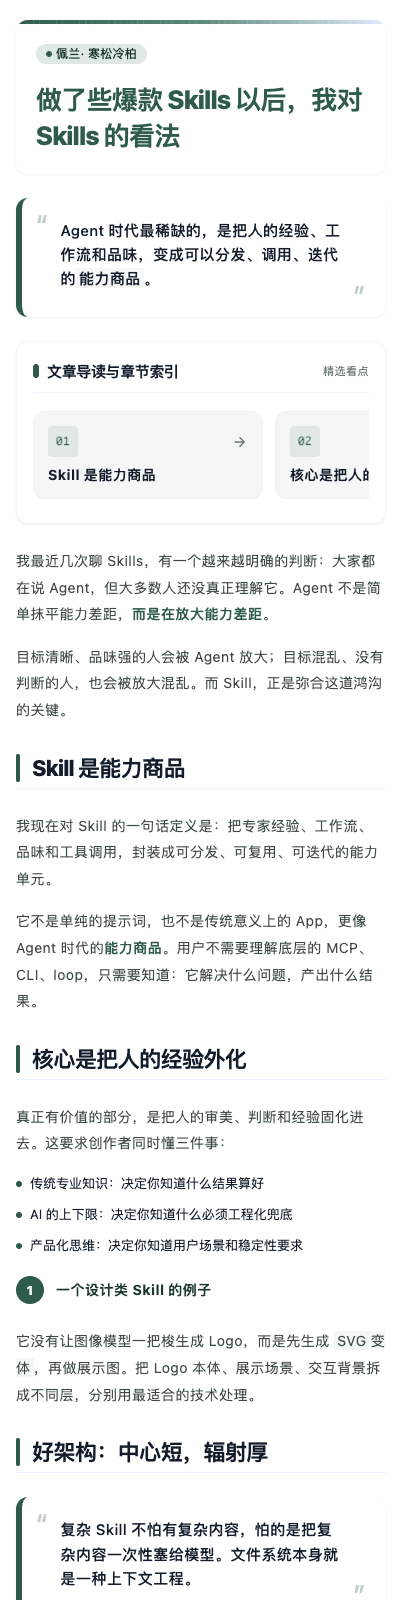 佩兰·寒松冷柏
做了些爆款 Skills 以后，我对
Skills 的看法
“
Agent 时代最稀缺的，是把人的经验、工
作流和品味，变成可以分发、调用、迭代
的 能力商品 。
”
文章导读与章节索引
精选看点
01
→
Skill 是能力商品
02
核心是把人的
我最近几次聊 Skills，有一个越来越明确的判断：大家都
在说 Agent，但大多数人还没真正理解它。Agent 不是简
单抹平能力差距，而是在放大能力差距。
目标清晰、品味强的人会被 Agent 放大；目标混乱、没有
判断的人，也会被放大混乱。而 Skill，正是弥合这道鸿沟
的关键。
Skill 是能力商品
我现在对 Skill 的一句话定义是：把专家经验、工作流、
品味和工具调用，封装成可分发、可复用、可迭代的能力
单元。
它不是单纯的提示词，也不是传统意义上的 App，更像
Agent 时代的能力商品。用户不需要理解底层的 MCP、
CLI、loop，只需要知道：它解决什么问题，产出什么结
果。
核心是把人的经验外化
真正有价值的部分，是把人的审美、判断和经验固化进
去。这要求创作者同时懂三件事：
传统专业知识：决定你知道什么结果算好
AI 的上下限：决定你知道什么必须工程化兜底
产品化思维：决定你知道用户场景和稳定性要求
1 一个设计类 Skill 的例子
它没有让图像模型一把梭生成 Logo，而是先生成 SVG 变
体 ，再做展示图。把 Logo 本体、展示场景、交互背景拆
成不同层，分别用最适合的技术处理。
好架构：中心短，辐射厚
“
复杂 Skill 不怕有复杂内容，怕的是把复
杂内容一次性塞给模型。文件系统本身就
是一种上下文工程。
”